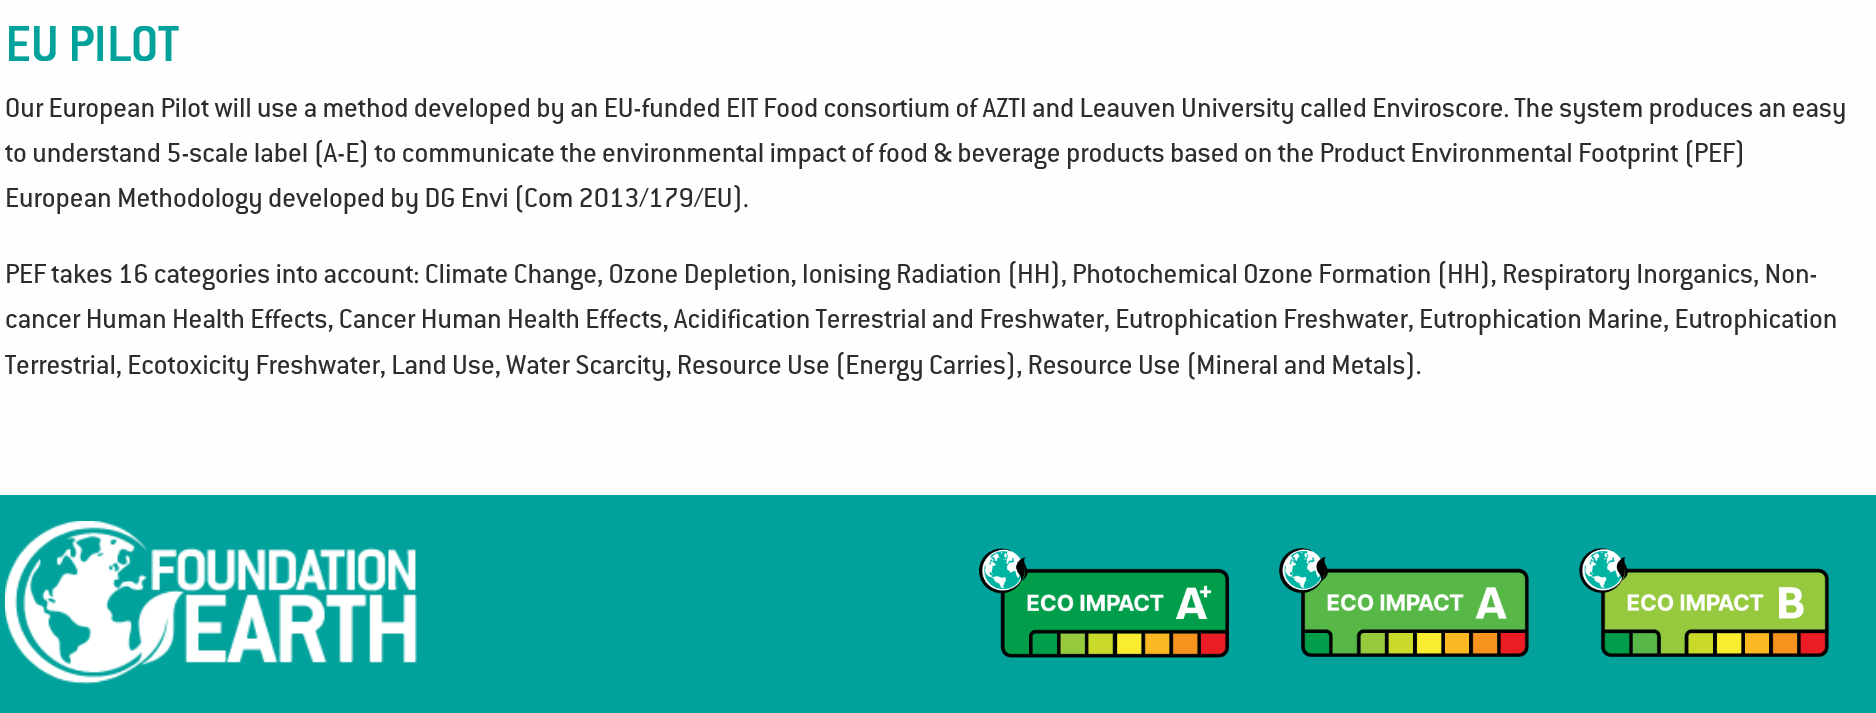 EU PILOT
Our European Pilot will use a method developed by an EU-funded EIT Food consortium of AZTI and Leauven University called Enviroscore. The system produces an easy
to understand 5-scale label (A-E) to communicate the environmental impact of food & beverage products based on the Product Environmental Footprint (PEF)
European Methodology developed by DG Envi (Com 2013/179/EU).
PEF takes 16 categories into account: Climate Change, Ozone Depletion, Ionising Radiation (HH), Photochemical Ozone Formation (HH), Respiratory Inorganics, Non-
cancer Human Health Effects, Cancer Human Health Effects, Acidification Terrestrial and Freshwater, Eutrophication Freshwater, Eutrophication Marine, Eutrophication
Terrestrial, Ecotoxicity Freshwater, Land Use, Water Scarcity, Resource Use (Energy Carries), Resource Use (Mineral and Metals).
FOUNDATION
EARTH
ECO IMPACT A+
ECO IMPACT A
ECO IMPACT B